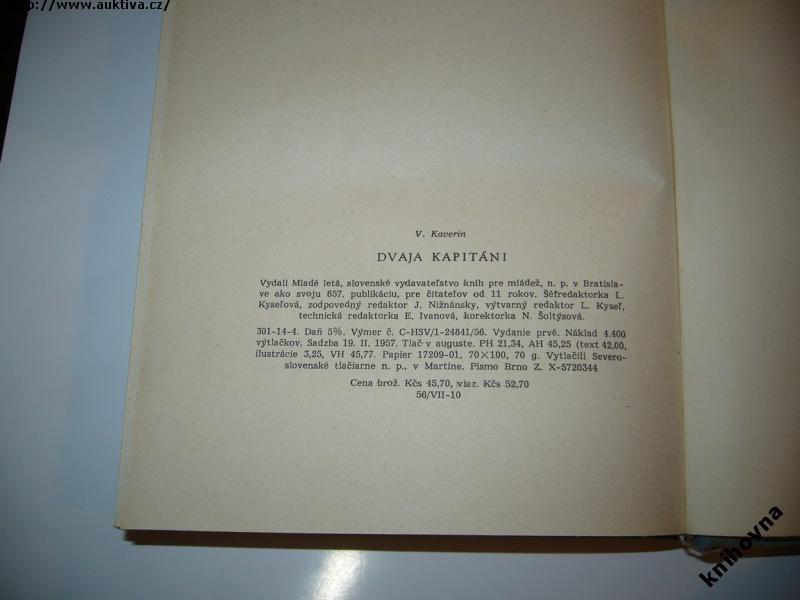 http://www.auktiva.cz/
V. Kaverin
DVAJA KAPITÁNI
Vydali Mladé letá, slovenské vydavateľstvo kníh pre mládež, n. p. v Bratisla-
ve ako svoju 657. publikáciu, pre čitateľov od 11 rokov. Šéfredaktorka L.
Kyseľová, zodpovedný redaktor J. Nižnánsky, výtvarný redaktor L. Kyseľ,
technická redaktorka E. Ivanová, korektorka N. Šoltýsová.
301-14-4. Daň 5%. Výmer č. C-HSV/1-24841/56. Vydanie prvé. Náklad 4.400
výtlačkov. Sadzba 19. II. 1957. Tlač v auguste. PH 21,34, AH 45,25 (text 42,00,
ilustrácie 3,25, VH 45,77. Papier 17209-01, 70×100, 70 g. Vytlačili Severo-
slovenské tlačiarne n. p., v Martine. Písmo Brno Z. X-5720344
Cena brož. Kčs 45,70, viaz. Kčs 52,70
56/VII-10
knihovna